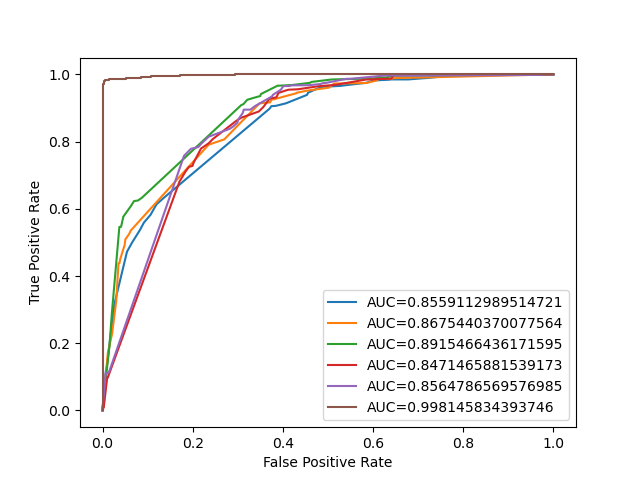 1.0
0.8
0.6
0.4
0.2
0.0
True Positive Rate
AUC=0.8559112989514721
AUC=0.8675440370077564
AUC=0.8915466436171595
AUC=0.8471465881539173
AUC=0.8564786569576985
AUC=0.998145834393746
0.0 0.2 0.4 0.6 0.8 1.0
False Positive Rate